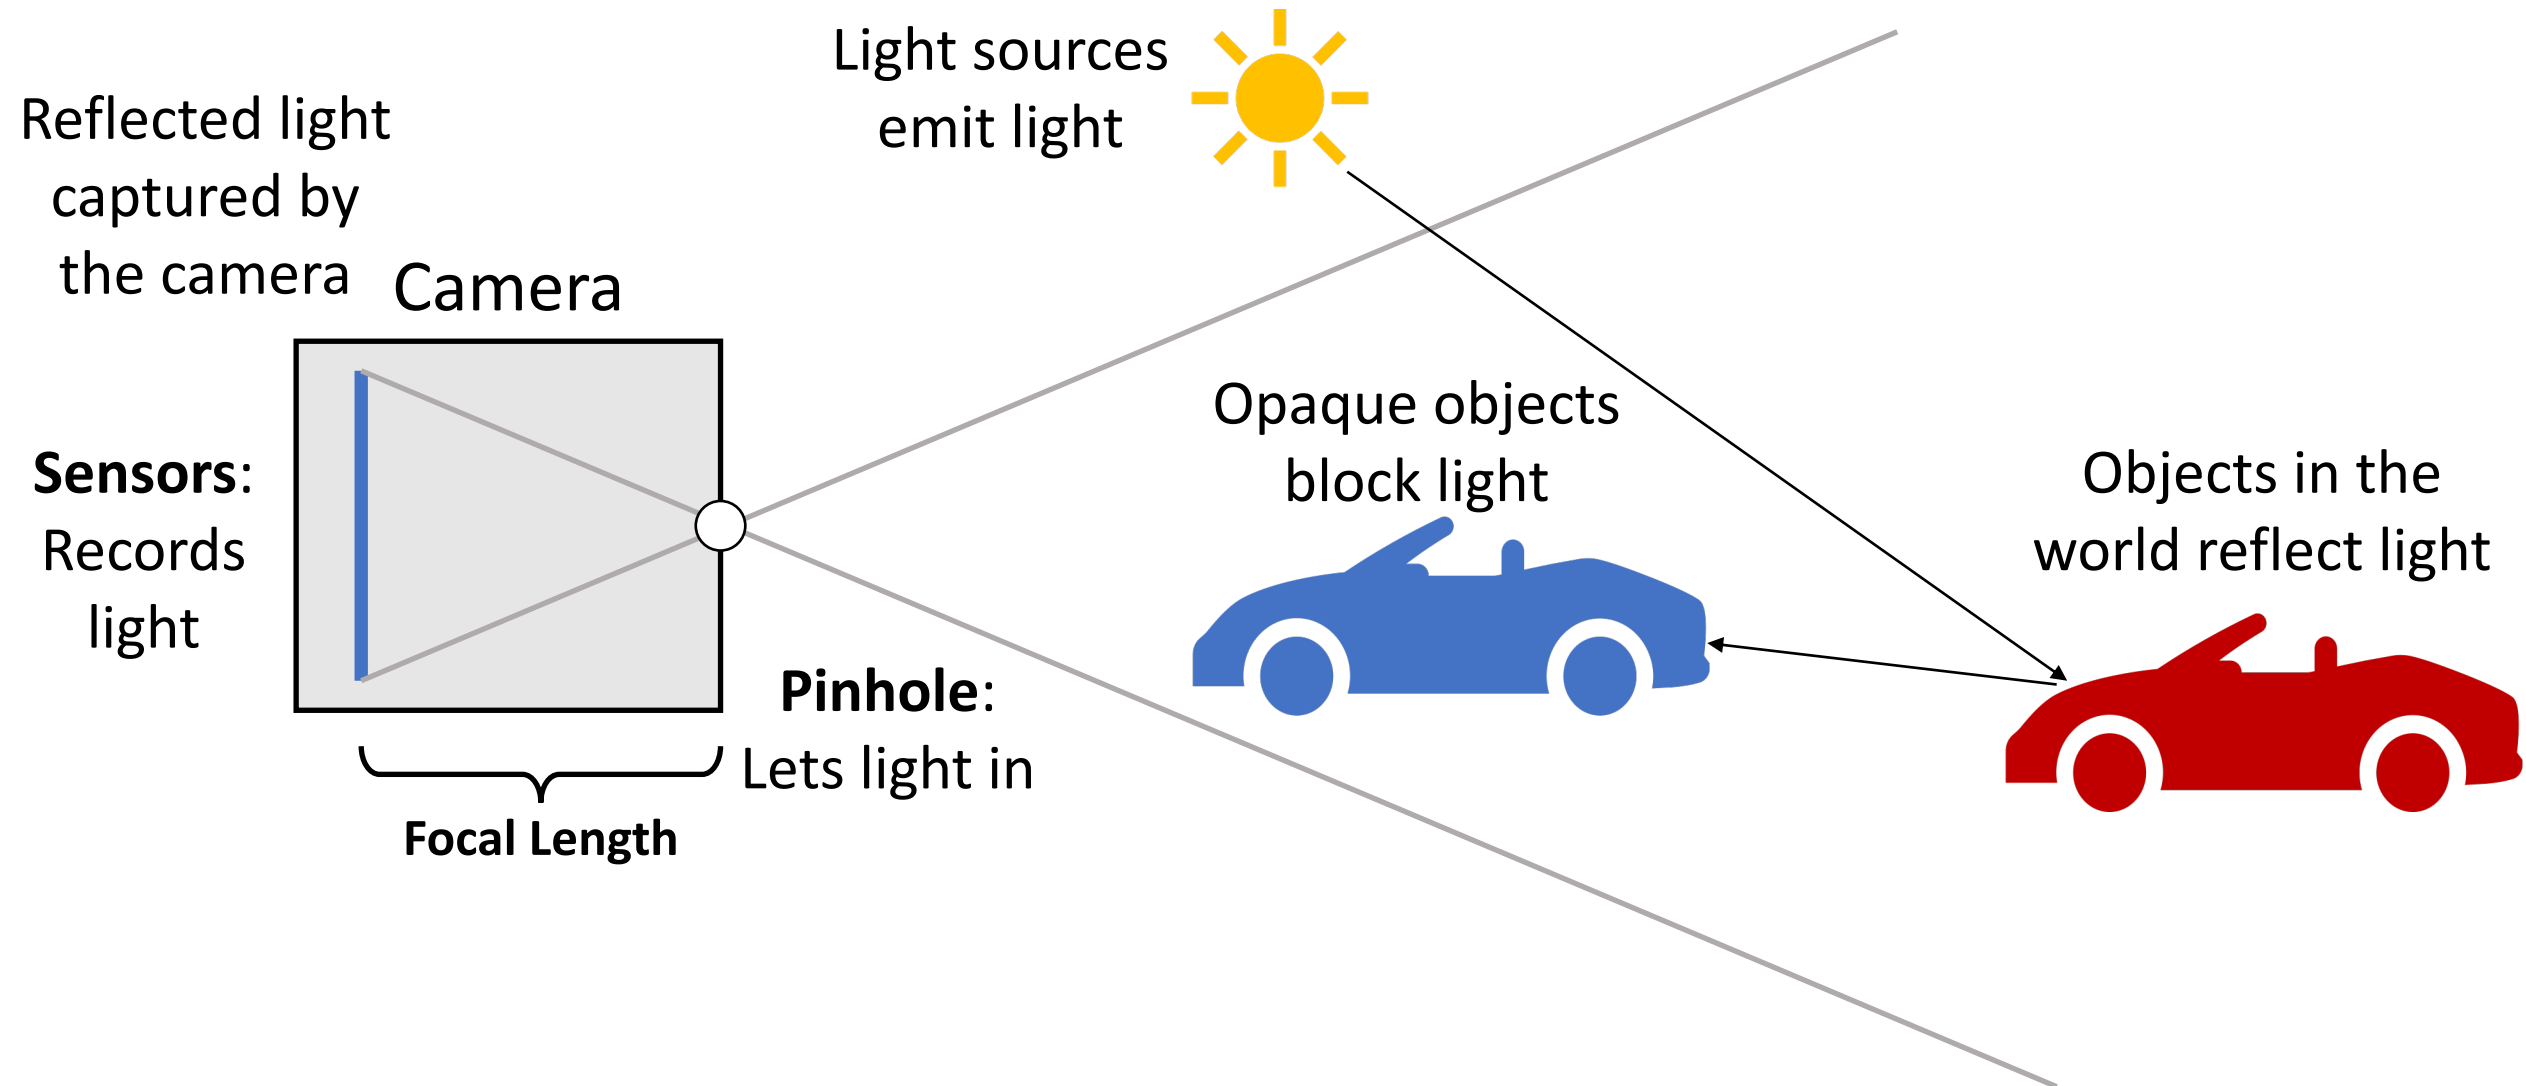 Light sources
emit light
Reflected light
captured by
the camera
Camera
Opaque objects
block light
Objects in the
world reflect light
Sensors:
Records
light
Pinhole:
Lets light in
Focal Length